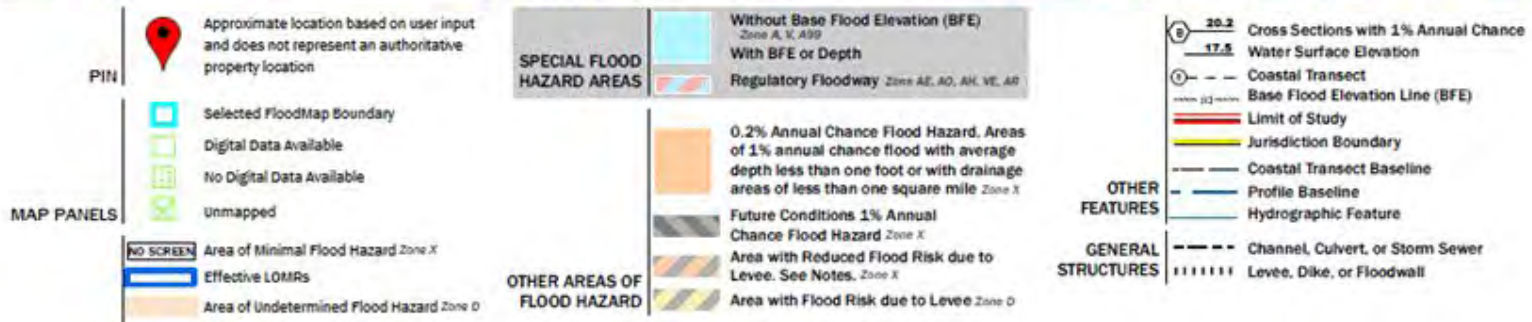 PIN
Approximate location based on user input
and does not represent an authoritative
property location
MAP PANELS
Selected FloodMap Boundary
Digital Data Available
No Digital Data Available
Unmapped
NO SCREEN Area of Minimal Flood Hazard Zone X
Effective LOMRs
Area of Undetermined Flood Hazard Zone D
SPECIAL FLOOD
HAZARD AREAS
Without Base Flood Elevation (BFE)
Zone A, V, A99
With BFE or Depth
Regulatory Floodway Zone AE, AO, AH, VE, AR
OTHER AREAS OF
FLOOD HAZARD
0.2% Annual Chance Flood Hazard, Areas
of 1% annual chance flood with average
depth less than one foot or with drainage
areas of less than one square mile Zone X
Future Conditions 1% Annual
Chance Flood Hazard Zone X
Area with Reduced Flood Risk due to
Levee. See Notes. Zone X
Area with Flood Risk due to Levee Zone D
OTHER
FEATURES
20.2 Cross Sections with 1% Annual Chance
17.5 Water Surface Elevation
Coastal Transect
Base Flood Elevation Line (BFE)
Limit of Study
Jurisdiction Boundary
Coastal Transect Baseline
Profile Baseline
Hydrographic Feature
GENERAL
STRUCTURES
Channel, Culvert, or Storm Sewer
Levee, Dike, or Floodwall